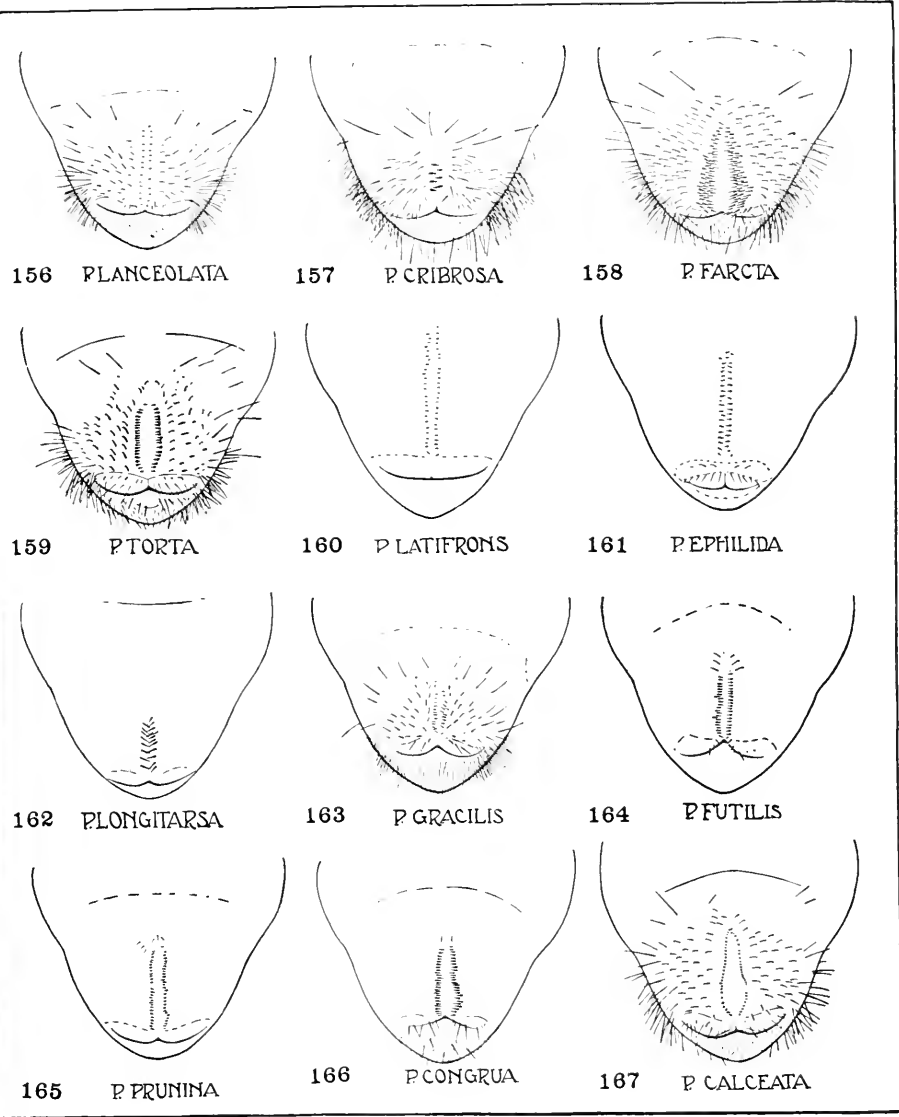 156 P. LANCEOLATA
157 P. CRIBROSA
158 P. FARCTA
159 P. TORTA
160 P LATIFRONS
161 P. EPHILIDA
162 P. LONGITARSA
163 P. GRACILIS
164 P. FUTILIS
165 P. PRUNINA
166 P. CONGRUA
167 P. CALCEATA